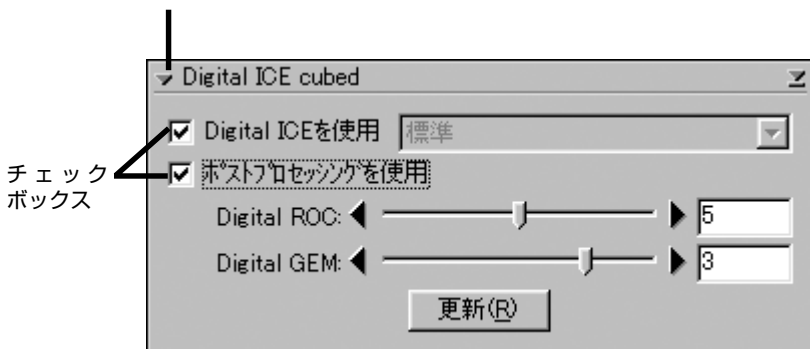 Digital ICE cubed
Digital ICEを使用 標準
チェック
ボックス
ﾎﾟｽﾄﾌﾟﾛｾｯｼﾝｸﾞを使用
Digital ROC: 5
Digital GEM: 3
更新(R)